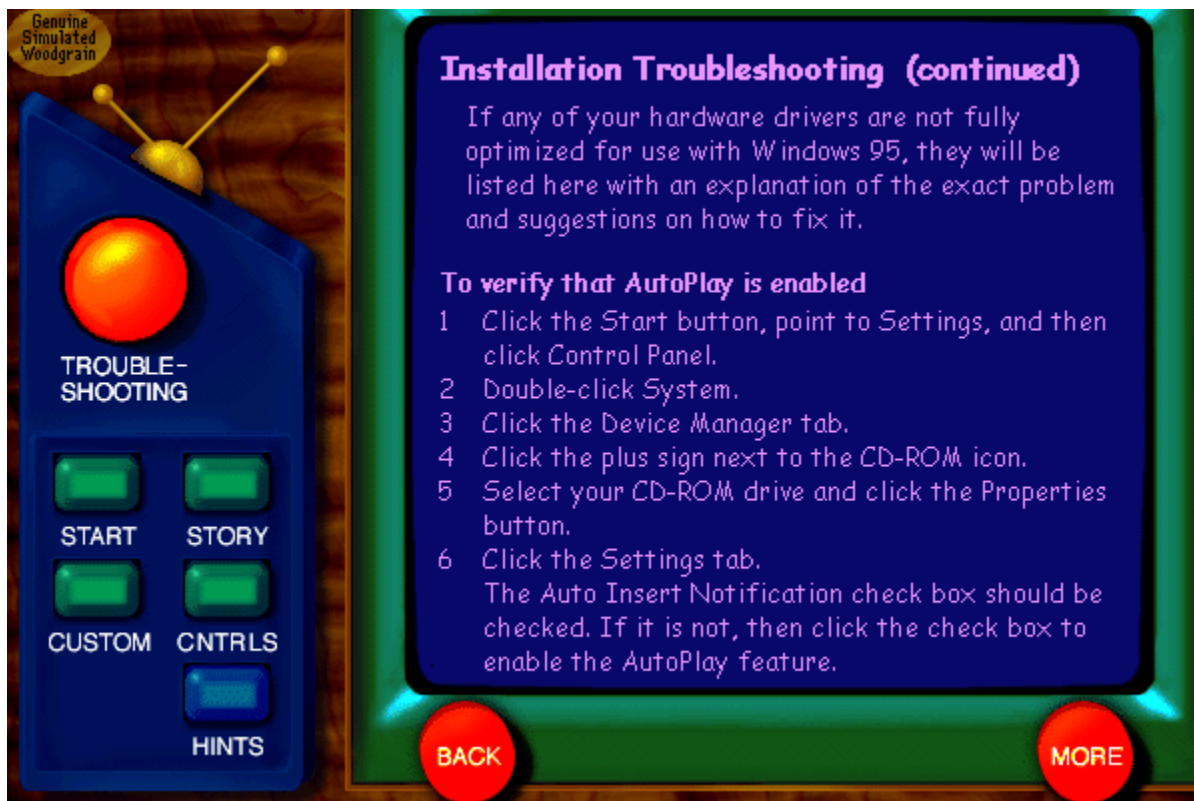 Genuine
Simulated
Woodgrain
TROUBLE-
SHOOTING
START STORY
CUSTOM CNTRLS
HINTS
Installation Troubleshooting (continued)
If any of your hardware drivers are not fully
optimized for use with Windows 95, they will be
listed here with an explanation of the exact problem
and suggestions on how to fix it.
To verify that AutoPlay is enabled
1 Click the Start button, point to Settings, and then
click Control Panel.
2 Double-click System.
3 Click the Device Manager tab.
4 Click the plus sign next to the CD-ROM icon.
5 Select your CD-ROM drive and click the Properties
button.
6 Click the Settings tab.
The Auto Insert Notification check box should be
checked. If it is not, then click the check box to
enable the AutoPlay feature.
BACK MORE